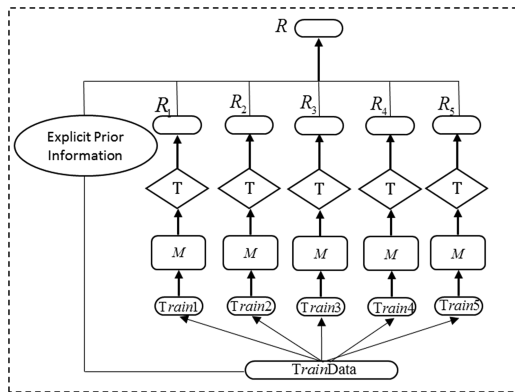 R
R1 R2 R3 R4 R5
Explicit Prior
Information
T T T T T
M M M M M
Train1 Train2 Train3 Train4 Train5
TrainData